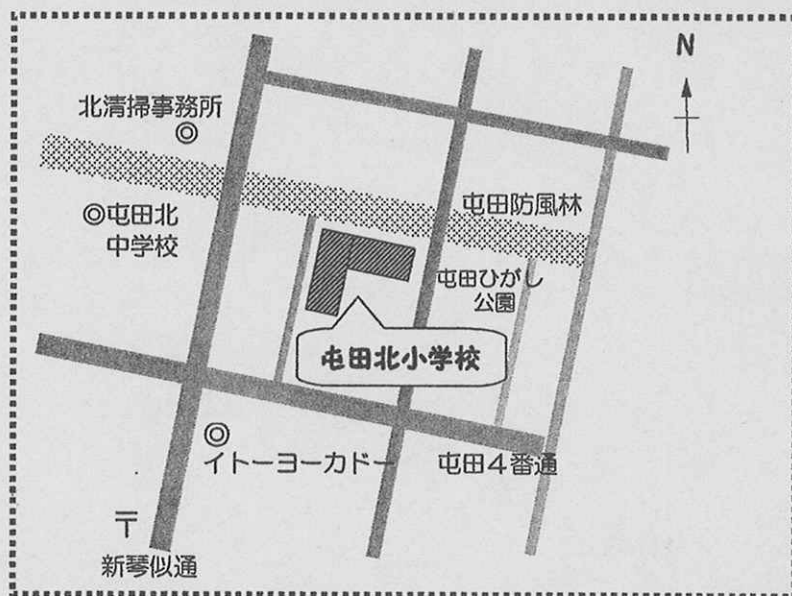 N
北清掃事務所
屯田北
中学校
屯田防風林
屯田ひがし
公園
屯田北小学校
イトーヨーカドー
屯田4番通
〒
新琴似通